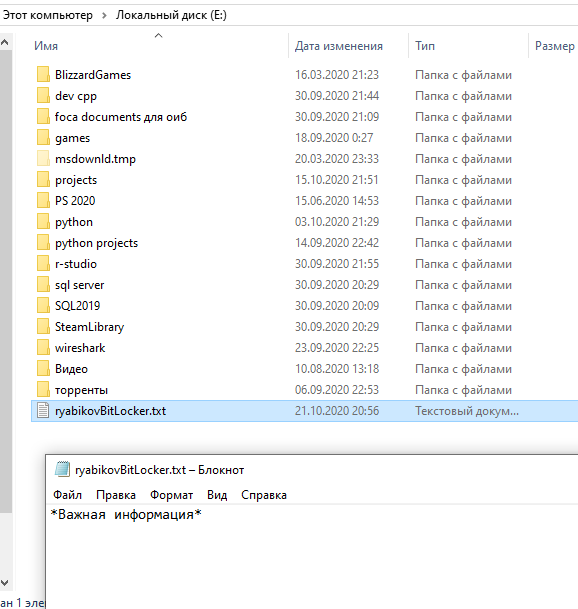 Этот компьютер > Локальный диск (E:)
Имя Дата изменения Тип Размер
BlizzardGames 16.03.2020 21:23 Папка с файлами
dev cpp 30.09.2020 21:44 Папка с файлами
foca documents для оиб 30.09.2020 21:09 Папка с файлами
games 18.09.2020 0:27 Папка с файлами
msdownld.tmp 20.03.2020 23:33 Папка с файлами
projects 15.10.2020 21:51 Папка с файлами
PS 2020 15.06.2020 14:53 Папка с файлами
python 03.10.2020 21:29 Папка с файлами
python projects 14.09.2020 22:42 Папка с файлами
r-studio 30.09.2020 21:55 Папка с файлами
sql server 30.09.2020 20:29 Папка с файлами
SQL2019 30.09.2020 20:09 Папка с файлами
SteamLibrary 30.09.2020 20:29 Папка с файлами
wireshark 23.09.2020 22:25 Папка с файлами
Видео 10.08.2020 13:18 Папка с файлами
торренты 06.09.2020 22:53 Папка с файлами
ryabikovBitLocker.txt 21.10.2020 20:56 Текстовый докум...
ryabikovBitLocker.txt – Блокнот
Файл Правка Формат Вид Справка
*Важная информация*
ан 1 элем